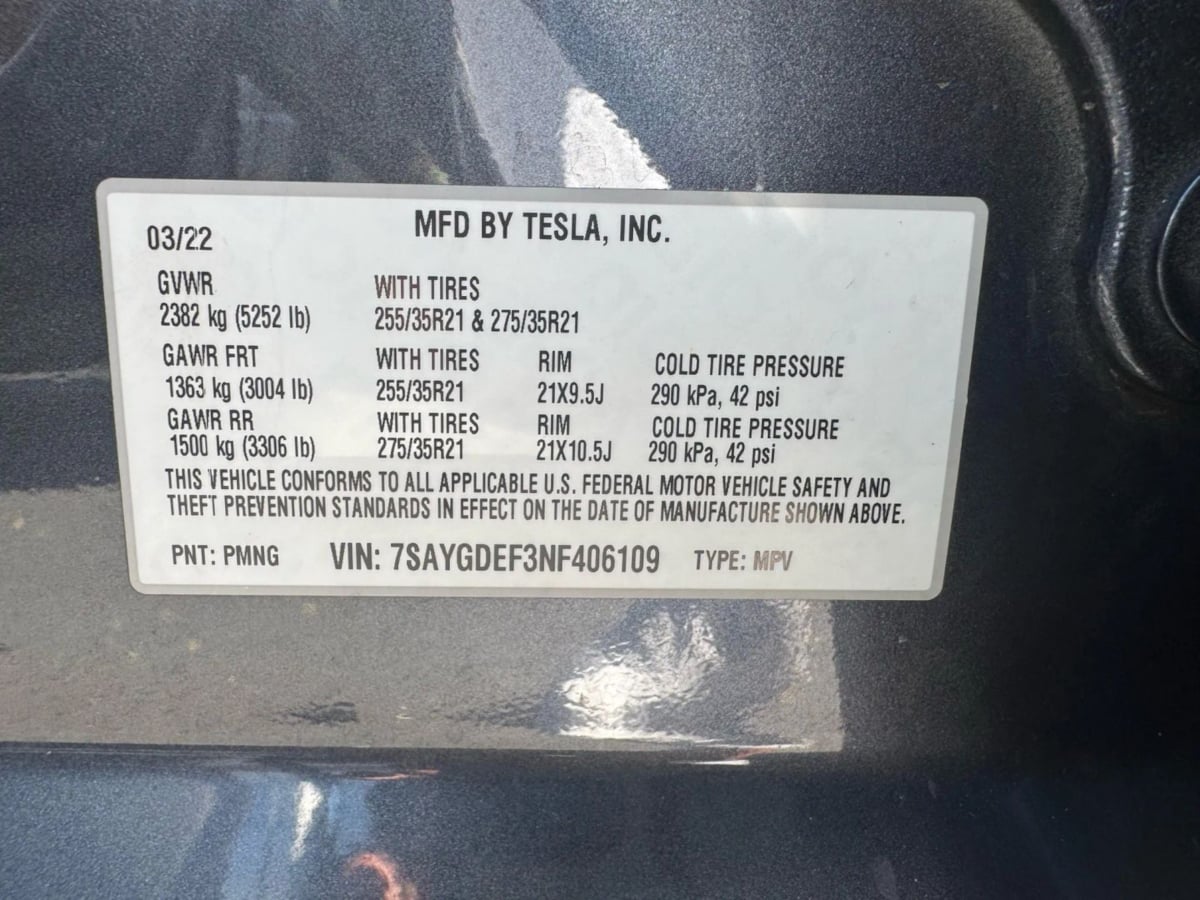 MFD BY TESLA, INC.
03/22
GVWR WITH TIRES
2382 kg (5252 lb) 255/35R21 & 275/35R21
GAWR FRT WITH TIRES RIM COLD TIRE PRESSURE
1363 kg (3004 lb) 255/35R21 21X9.5J 290 kPa, 42 psi
GAWR RR WITH TIRES RIM COLD TIRE PRESSURE
1500 kg (3306 lb) 275/35R21 21X10.5J 290 kPa, 42 psi
THIS VEHICLE CONFORMS TO ALL APPLICABLE U.S. FEDERAL MOTOR VEHICLE SAFETY AND
THEFT PREVENTION STANDARDS IN EFFECT ON THE DATE OF MANUFACTURE SHOWN ABOVE.
PNT: PMNG VIN: 7SAYGDEF3NF406109 TYPE: MPV